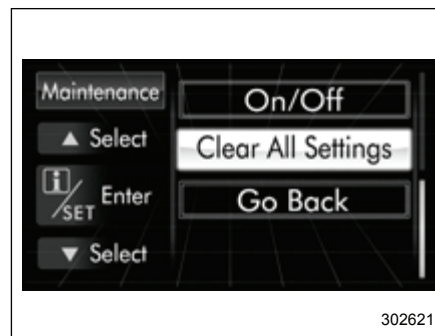 Maintenance
▲ Select
i/SET Enter
▼ Select
On/Off
Clear All Settings
Go Back
302621